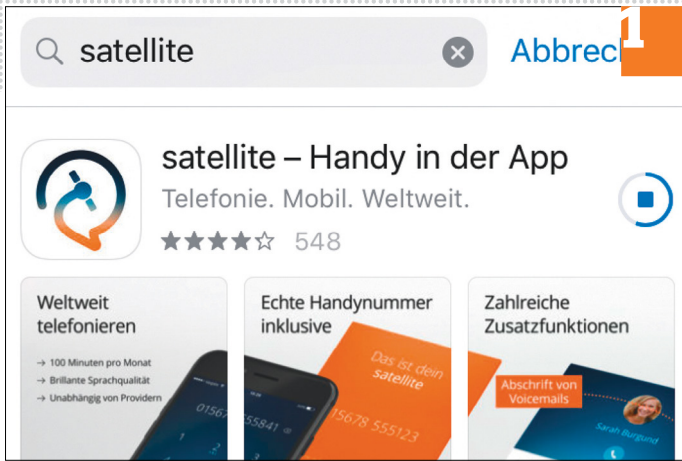 1
satellite
Abbrec
satellite – Handy in der App
Telefonie. Mobil. Weltweit.
548
Weltweit
telefonieren
→ 100 Minuten pro Monat
→ Brillante Sprachqualität
→ Unabhängig von Providern
Echte Handynummer
inklusive
Das ist dein
satellite
15678 555123
Zahlreiche
Zusatzfunktionen
Abschrift von
Voicemails
Sarah Burgund